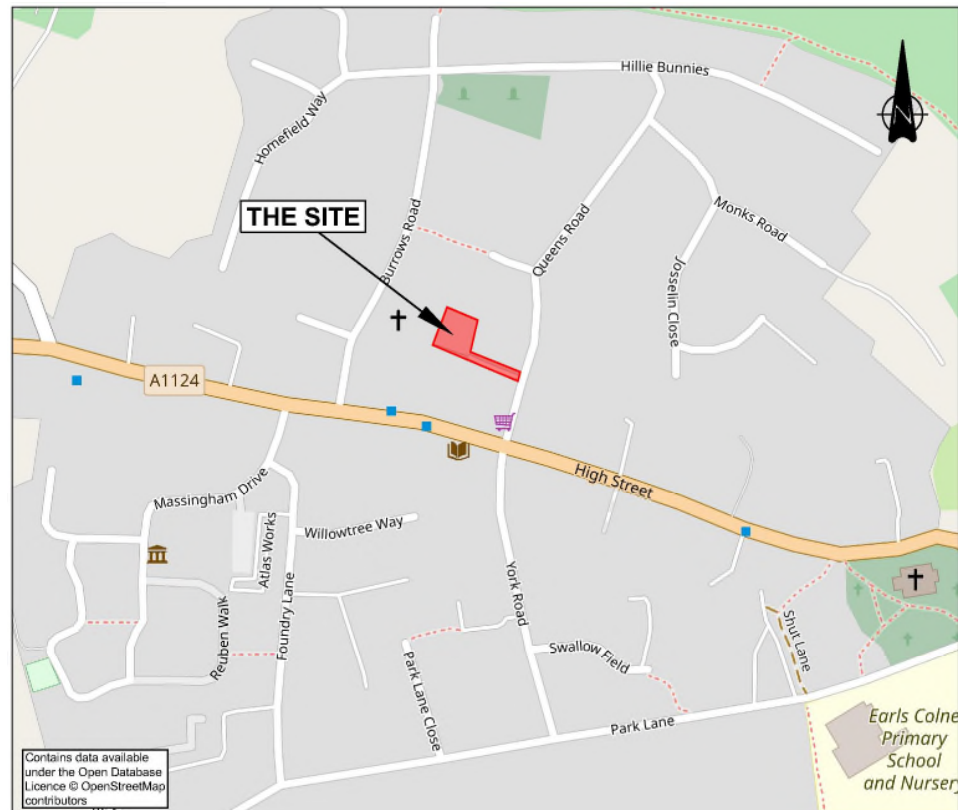 Hillie Bunnies
N
Homefield Way
THE SITE
Burrows Road
Queens Road
Monks Road
Josselin Close
A1124
High Street
Massingham Drive
Atlas Works
Willowtree Way
Reuben Walk
Foundry Lane
York Road
Shut Lane
Swallow Field
Park Lane Close
Park Lane
Earls Colne
Primary
School
and Nursery
Contains data available
under the Open Database
Licence © OpenStreetMap
contributors